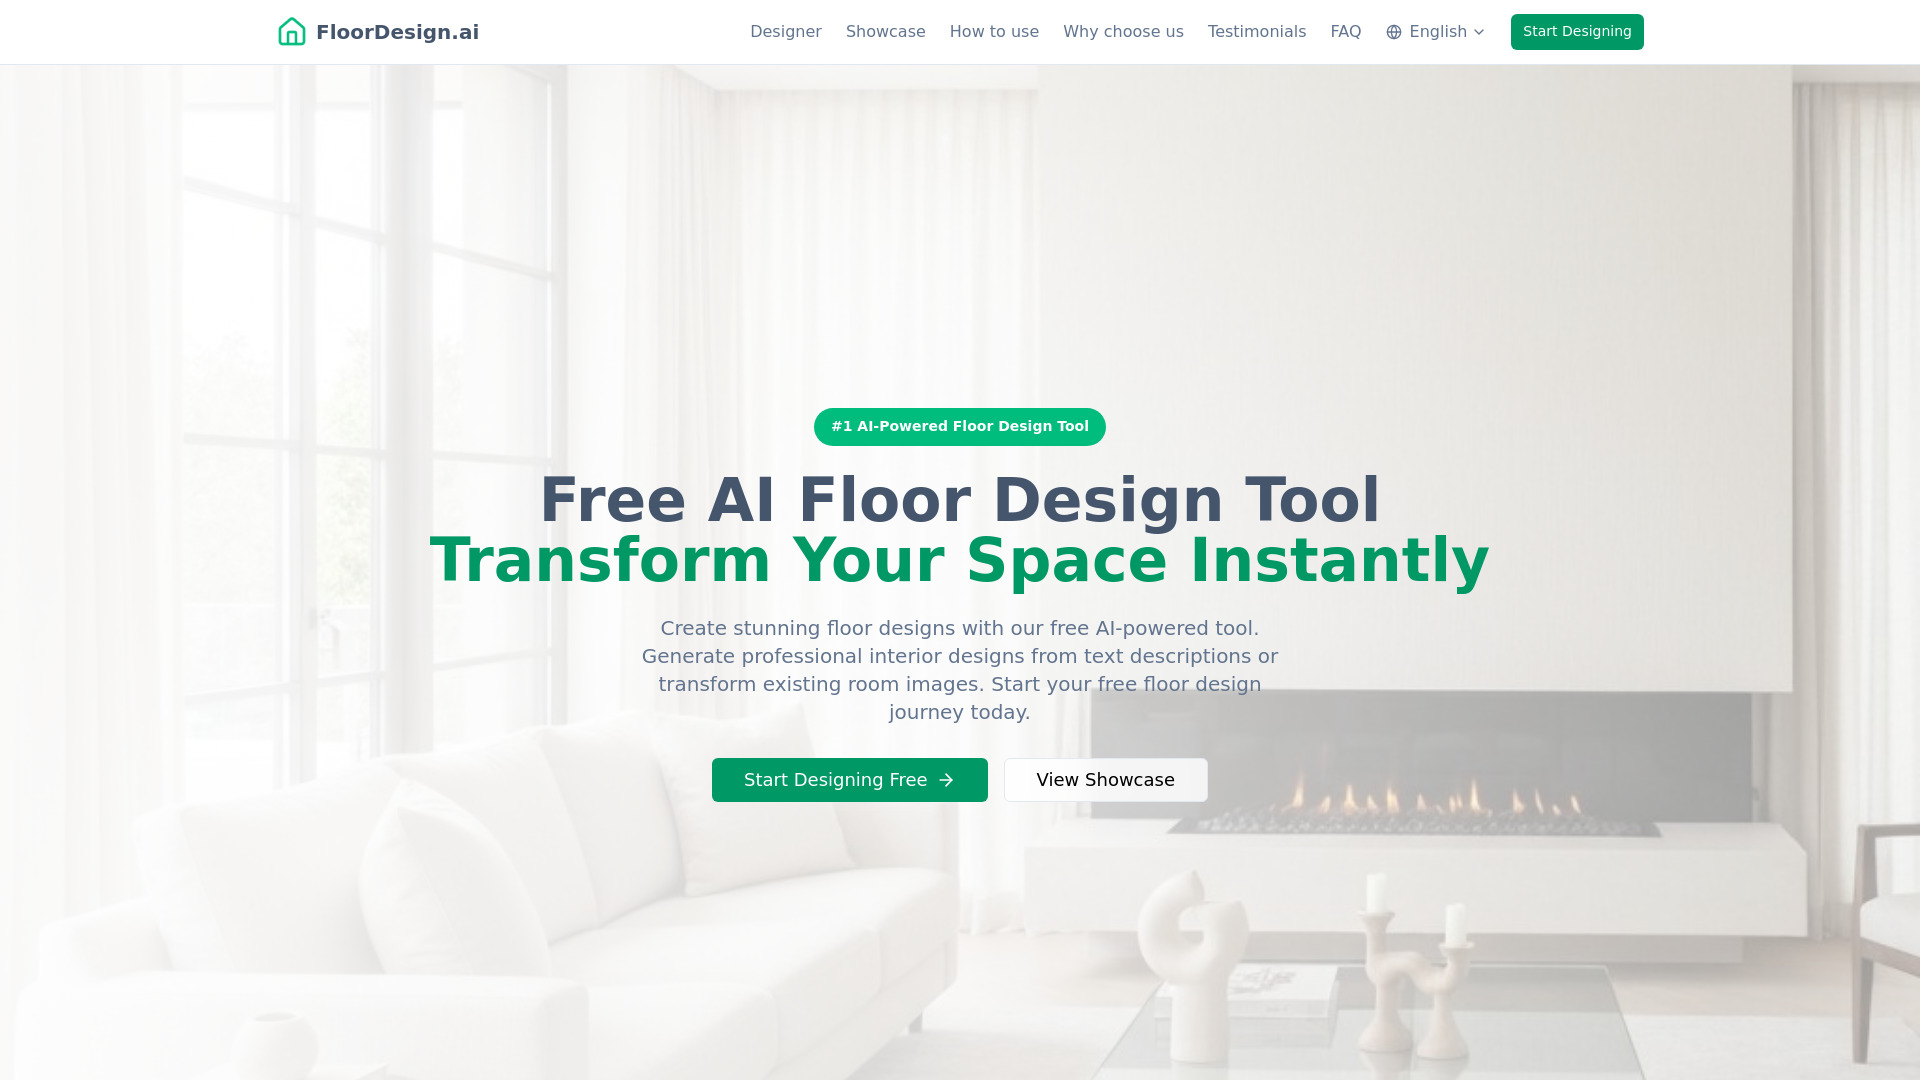 FloorDesign.ai
Designer
Showcase
How to use
Why choose us
Testimonials
FAQ
English
Start Designing
#1 AI-Powered Floor Design Tool
Free AI Floor Design Tool
Transform Your Space Instantly
Create stunning floor designs with our free AI-powered tool.
Generate professional interior designs from text descriptions or
transform existing room images. Start your free floor design
journey today.
Start Designing Free
View Showcase